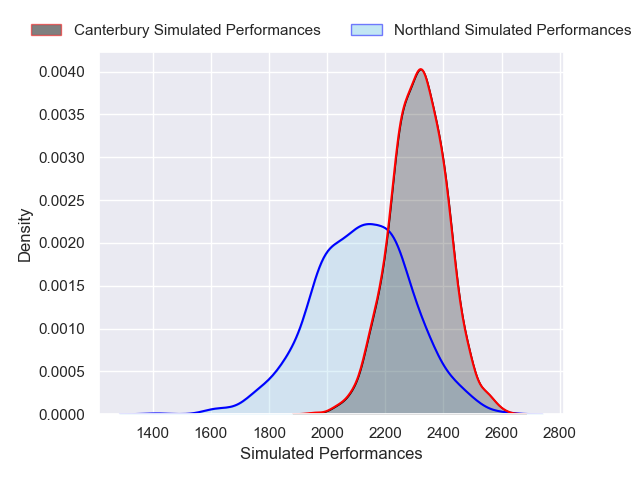 Canterbury Simulated Performances Northland Simulated Performances
0.0040
0.0035
0.0030
0.0025
0.0020
0.0015
0.0010
0.0005
0.0000
Density
1400 1600 1800 2000 2200 2400 2600 2800
Simulated Performances